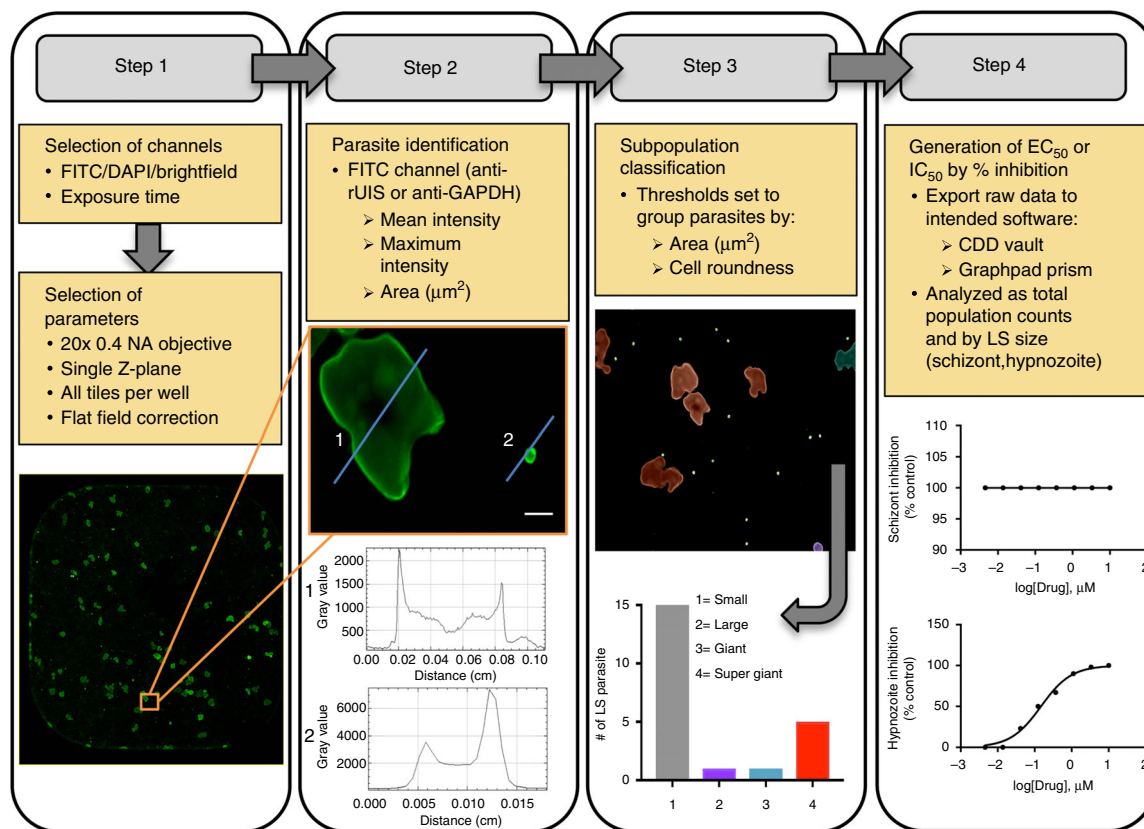 Step 1
Selection of channels
• FITC/DAPI/brightfield
• Exposure time
Selection of
parameters
• 20x 0.4 NA objective
• Single Z-plane
• All tiles per well
• Flat field correction
Step 2
Parasite identification
• FITC channel (anti-
rUIS or anti-GAPDH)
➢ Mean intensity
➢ Maximum
intensity
➢ Area (μm²)
1
2
1
Gray value
2000
1500
1000
500
0.00 0.02 0.04 0.06 0.08 0.10
Distance (cm)
2
Gray value
6000
4000
2000
0.000 0.005 0.010 0.015
Distance (cm)
Step 3
Subpopulation
classification
• Thresholds set to
group parasites by:
➢ Area (μm²)
➢ Cell roundness
# of LS parasite
15
10
5
0
1 2 3 4
1= Small
2= Large
3= Giant
4= Super giant
Step 4
Generation of EC₅₀ or
IC₅₀ by % inhibition
• Export raw data to
intended software:
➢ CDD vault
➢ Graphpad prism
• Analyzed as total
population counts
and by LS size
(schizont,hypnozoite)
Schizont inhibition
(% control)
110
105
100
95
90
–3 –2 –1 0 1 2
log[Drug], μM
Hypnozoite inhibition
(% control)
150
100
50
0
–3 –2 –1 0 1 2
log[Drug], μM